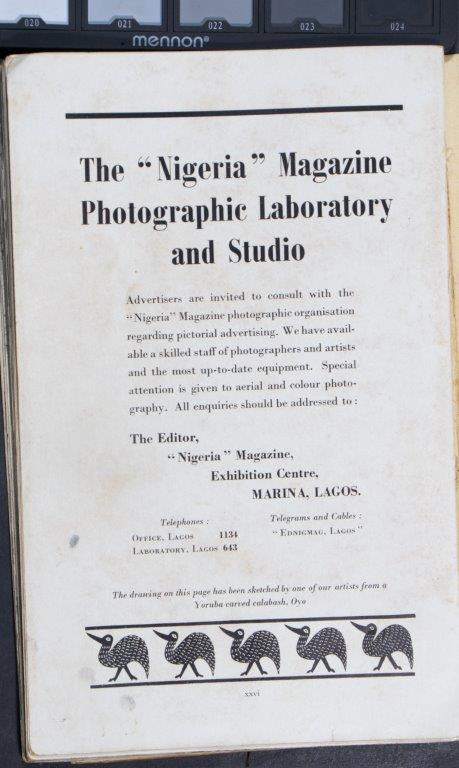 020 021 022 023 024
mennon®
The “Nigeria” Magazine
Photographic Laboratory
and Studio
Advertisers are invited to consult with the
“Nigeria” Magazine photographic organisation
regarding pictorial advertising. We have avail-
able a skilled staff of photographers and artists
and the most up-to-date equipment. Special
attention is given to aerial and colour photo-
graphy. All enquiries should be addressed to :
The Editor,
“Nigeria” Magazine,
Exhibition Centre,
MARINA, LAGOS.
Telephones :
Office, Lagos 1134
Laboratory, Lagos 643
Telegrams and Cables :
“Ednigmag, Lagos”
The drawing on this page has been sketched by one of our artists from a
Yoruba carved calabash, Oyo
xxvi